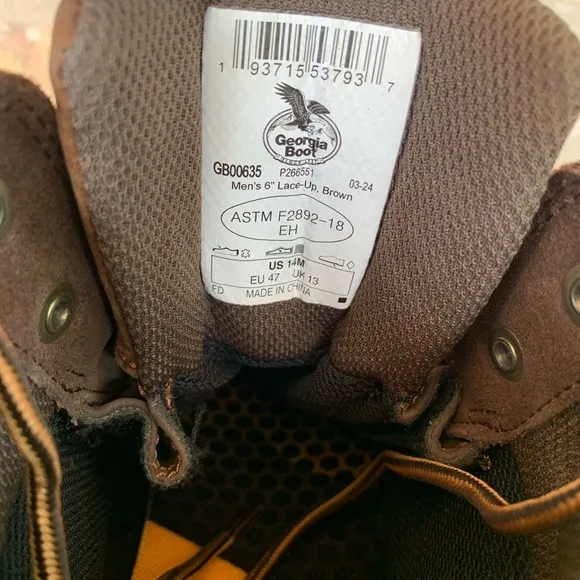 1 93715 53793 7
Georgia
Boot
GB00635 P266551 03-24
Men's 6" Lace-Up, Brown
ASTM F2892-18
EH
US 14M
EU 47 UK 13
FD MADE IN CHINA